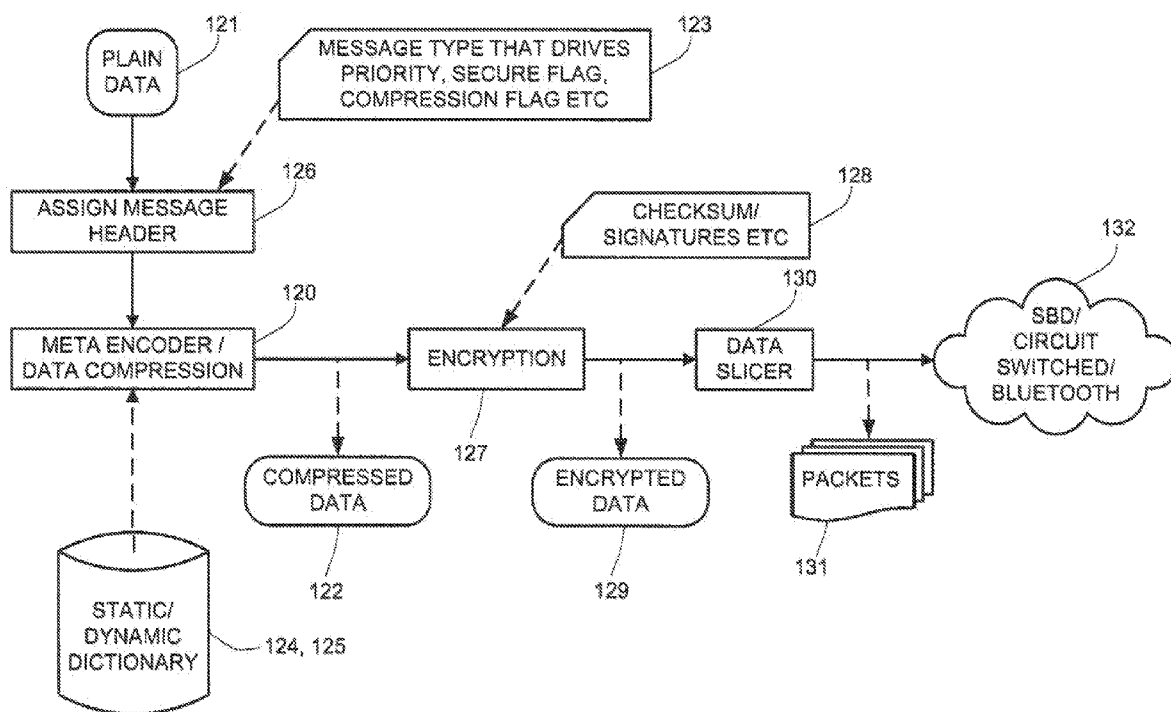 121
PLAIN
DATA
MESSAGE TYPE THAT DRIVES
PRIORITY, SECURE FLAG,
COMPRESSION FLAG ETC
123
126
ASSIGN MESSAGE
HEADER
CHECKSUM/
SIGNATURES ETC
128
120
META ENCODER /
DATA COMPRESSION
ENCRYPTION
127
130
DATA
SLICER
132
SBD/
CIRCUIT
SWITCHED/
BLUETOOTH
COMPRESSED
DATA
122
ENCRYPTED
DATA
129
PACKETS
131
STATIC/
DYNAMIC
DICTIONARY
124, 125